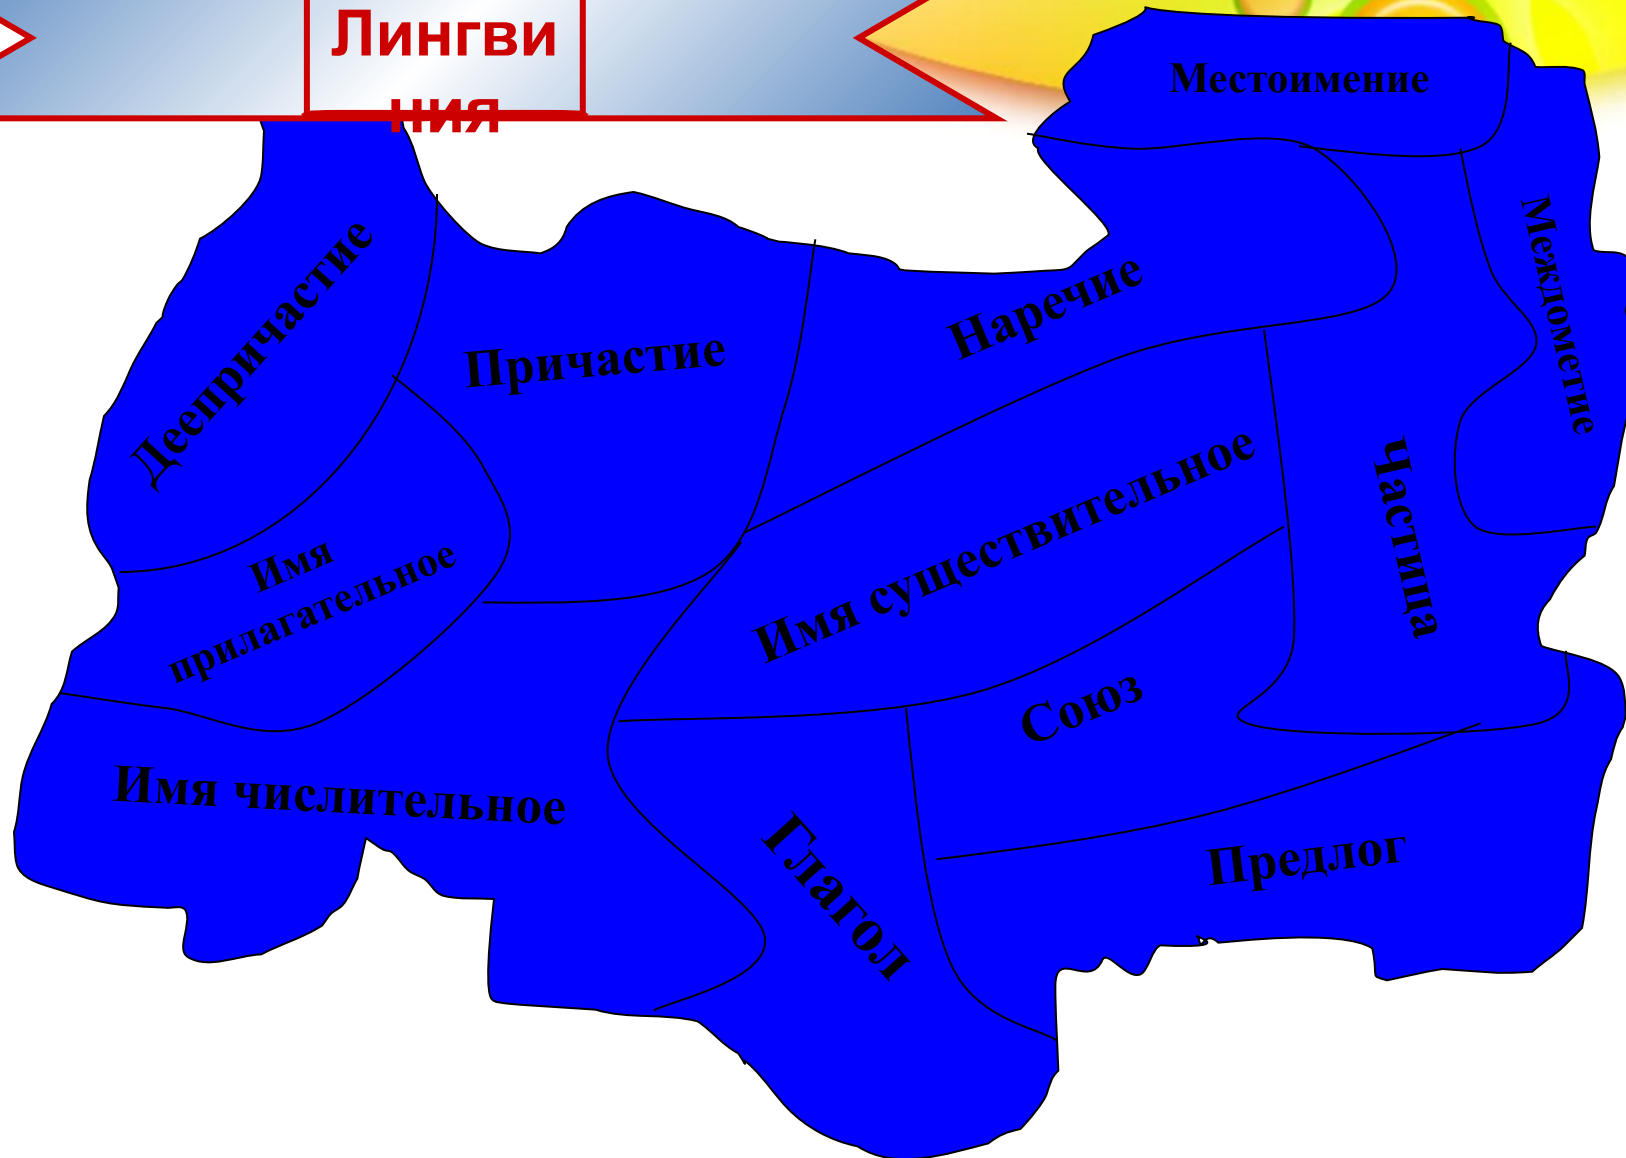 Лингви
ния
Местоимение
Междометие
Деепричастие
Причастие
Наречие
Имя существительное
Частица
Имя
прилагательное
Союз
Имя числительное
Глагол
Предлог